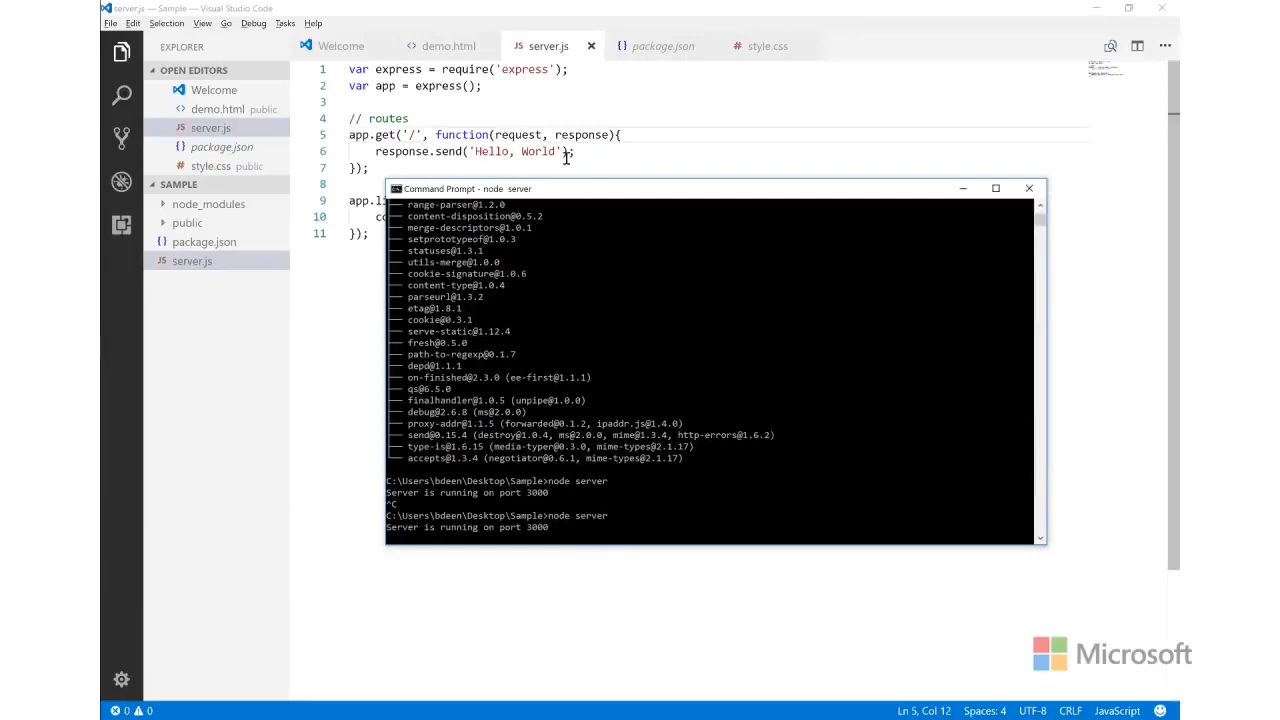 server.js — Sample — Visual Studio Code
File Edit Selection View Go Debug Tasks Help
EXPLORER
OPEN EDITORS
Welcome
demo.html public
server.js
package.json
style.css public
SAMPLE
node_modules
public
package.json
server.js
Welcome demo.html server.js package.json style.css
1 var express = require('express');
2 var app = express();
3
4 // routes
5 app.get('/', function(request, response){
6 response.send('Hello, World');
7 });
8
9 app.li
10 co
11 });
Command Prompt - node server
range-parser@1.2.0
content-disposition@0.5.2
merge-descriptors@1.0.1
setprototypeof@1.0.3
statuses@1.3.1
utils-merge@1.0.0
cookie-signature@1.0.6
content-type@1.0.4
parseurl@1.3.2
etag@1.8.1
cookie@0.3.1
serve-static@1.12.4
fresh@0.5.0
path-to-regexp@0.1.7
depd@1.1.1
on-finished@2.3.0 (ee-first@1.1.1)
qs@6.5.0
finalhandler@1.0.5 (unpipe@1.0.0)
debug@2.6.8 (ms@2.0.0)
proxy-addr@1.1.5 (forwarded@0.1.2, ipaddr.js@1.4.0)
send@0.15.4 (destroy@1.0.4, ms@2.0.0, mime@1.3.4, http-errors@1.6.2)
type-is@1.6.15 (media-typer@0.3.0, mime-types@2.1.17)
accepts@1.3.4 (negotiator@0.6.1, mime-types@2.1.17)
C:\Users\bdeen\Desktop\Sample>node server
Server is running on port 3000
^C
C:\Users\bdeen\Desktop\Sample>node server
Server is running on port 3000
Microsoft
0 0
Ln 5, Col 12 Spaces: 4 UTF-8 CRLF JavaScript